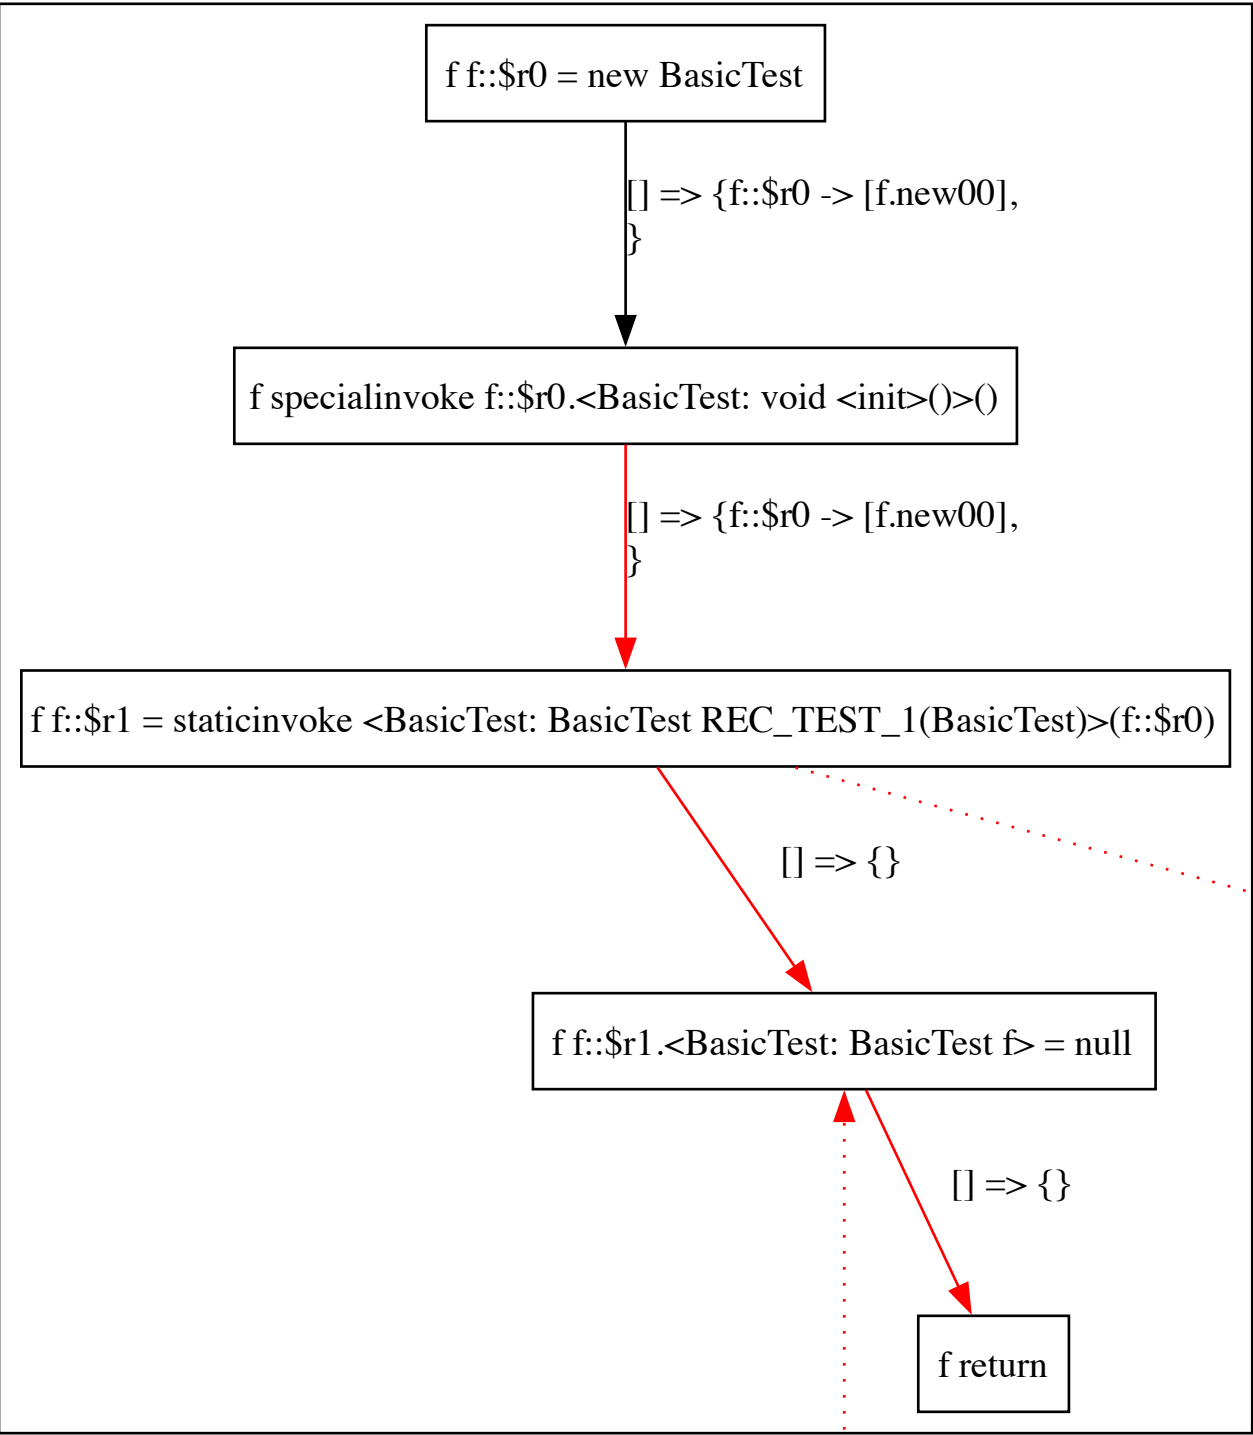 f f::$r0 = new BasicTest
[] => {f::$r0 -> [f.new00],
}
f specialinvoke f::$r0.<BasicTest: void <init>()>()
[] => {f::$r0 -> [f.new00],
}
f f::$r1 = staticinvoke <BasicTest: BasicTest REC_TEST_1(BasicTest)>(f::$r0)
[] => {}
f f::$r1.<BasicTest: BasicTest f> = null
[] => {}
f return